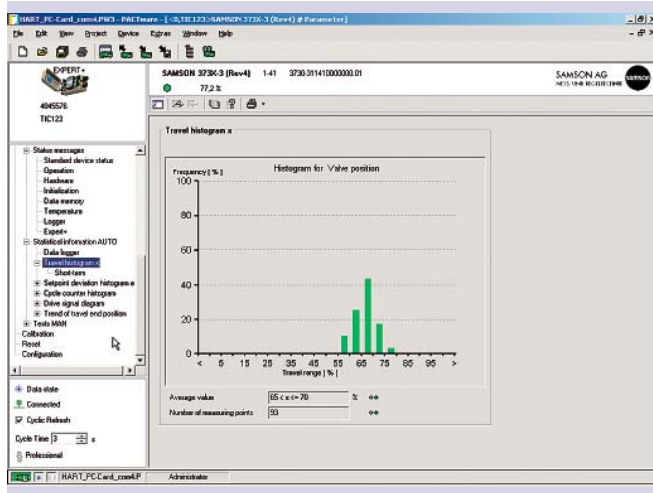 HART_PC-Card_com4.PW3 - PACTware - [<0,TIC123>SAMSON 373X-3 (Rev4) # Parameter]
File Edit View Project Device Extras Window Help
EXPERT+
4045576
TIC123
SAMSON 373X-3 (Rev4) 1-41 3730-311410000000.01
77,2 %
SAMSON AG
MESS- UND REGELTECHNIK
samson
Status messages
Standard device status
Operation
Hardware
Initialisation
Data memory
Temperature
Logger
Expert+
Statistical information AUTO
Data logger
Travel histogram x
Short-term
Setpoint deviation histogram e
Cycle counter histogram
Drive signal diagram
Trend of travel end position
Tests MAN
Calibration
Reset
Configuration
Travel histogram x
Frequency [ % ]
Histogram for Valve position
100
80
60
40
20
0
< 5 15 25 35 45 55 65 75 85 95 >
Travel range [ % ]
Average value 65 < x <= 70 %
Number of measuring points 93
Data state
Connected
Cyclic Refresh
Cycle Time 3 s
Professional
HART_PC-Card_com4.P Administrator